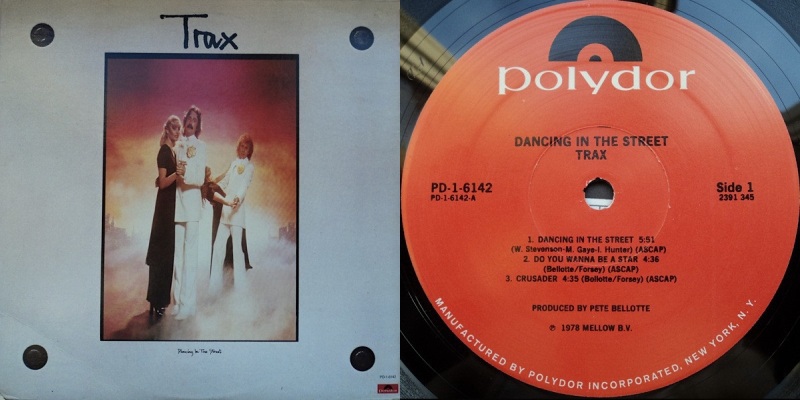 Trax
Dancing In The Street
PD-1-6142
polydor
DANCING IN THE STREET
TRAX
PD-1-6142
PD-1-6142-A
Side 1
2391 345
1. DANCING IN THE STREET 5:51
(W. Stevenson-M. Gaye-I. Hunter) (ASCAP)
2. DO YOU WANNA BE A STAR 4:36
(Bellotte/Forsey) (ASCAP)
3. CRUSADER 4:35 (Bellotte/Forsey) (ASCAP)
PRODUCED BY PETE BELLOTTE
℗ 1978 MELLOW B.V.
MANUFACTURED BY POLYDOR INCORPORATED, NEW YORK, N. Y.